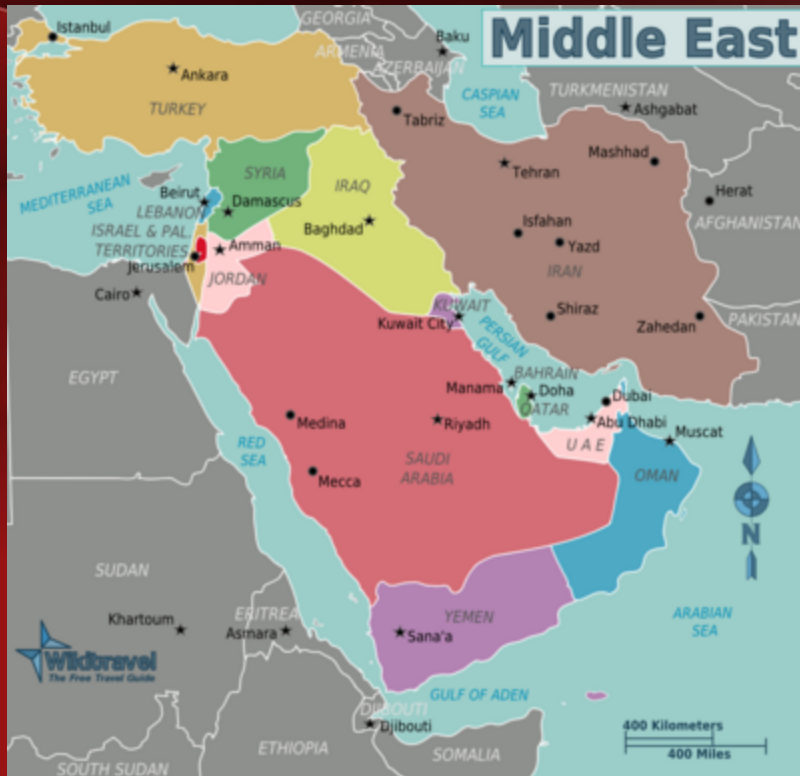 Middle East
GEORGIA
Istanbul
Baku
ARMENIA
AZERBAIJAN
Ankara
TURKEY
CASPIAN
SEA
TURKMENISTAN
Ashgabat
Tabriz
Mashhad
Tehran
SYRIA
IRAQ
Herat
MEDITERRANEAN
SEA
Beirut
Damascus
LEBANON
Baghdad
Isfahan
AFGHANISTAN
ISRAEL & PAL.
TERRITORIES
Amman
Yazd
Jerusalem
IRAN
JORDAN
Cairo
KUWAIT
Shiraz
Kuwait City
Zahedan
PAKISTAN
PERSIAN
GULF
EGYPT
BAHRAIN
Manama
Doha
Dubai
QATAR
Medina
Riyadh
Abu Dhabi
Muscat
RED
SEA
U A E
SAUDI
ARABIA
Mecca
OMAN
N
SUDAN
ERITREA
YEMEN
ARABIAN
SEA
Khartoum
Asmara
Sana'a
Wikitravel
The Free Travel Guide
GULF OF ADEN
DJIBOUTI
Djibouti
400 Kilometers
400 Miles
ETHIOPIA
SOMALIA
SOUTH SUDAN